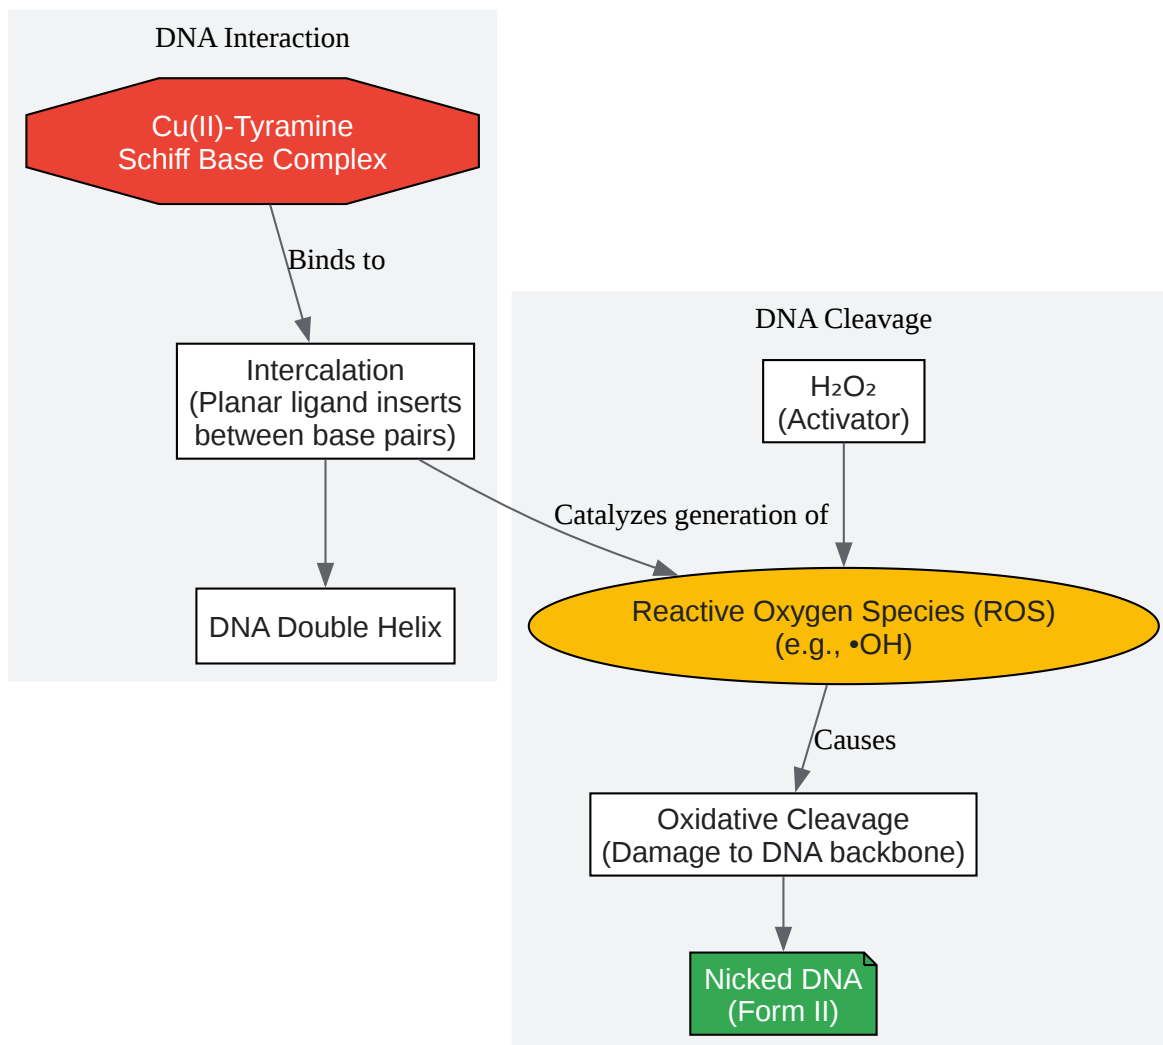 DNA Interaction
Cu(II)-Tyramine
Schiff Base Complex
Binds to
Intercalation
(Planar ligand inserts
between base pairs)
DNA Double Helix
DNA Cleavage
H₂O₂
(Activator)
Catalyzes generation of
Reactive Oxygen Species (ROS)
(e.g., •OH)
Causes
Oxidative Cleavage
(Damage to DNA backbone)
Nicked DNA
(Form II)